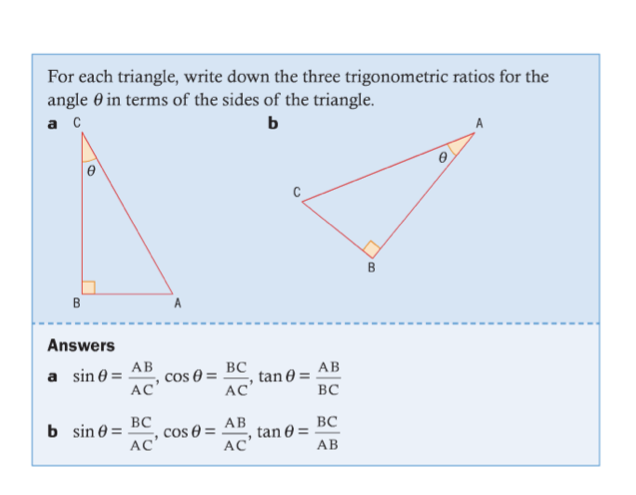 For each triangle, write down the three trigonometric ratios for the
angle θ in terms of the sides of the triangle.
a C
θ
B A
b A
θ
C
B
Answers
a sin θ = AB/AC, cos θ = BC/AC, tan θ = AB/BC
b sin θ = BC/AC, cos θ = AB/AC, tan θ = BC/AB